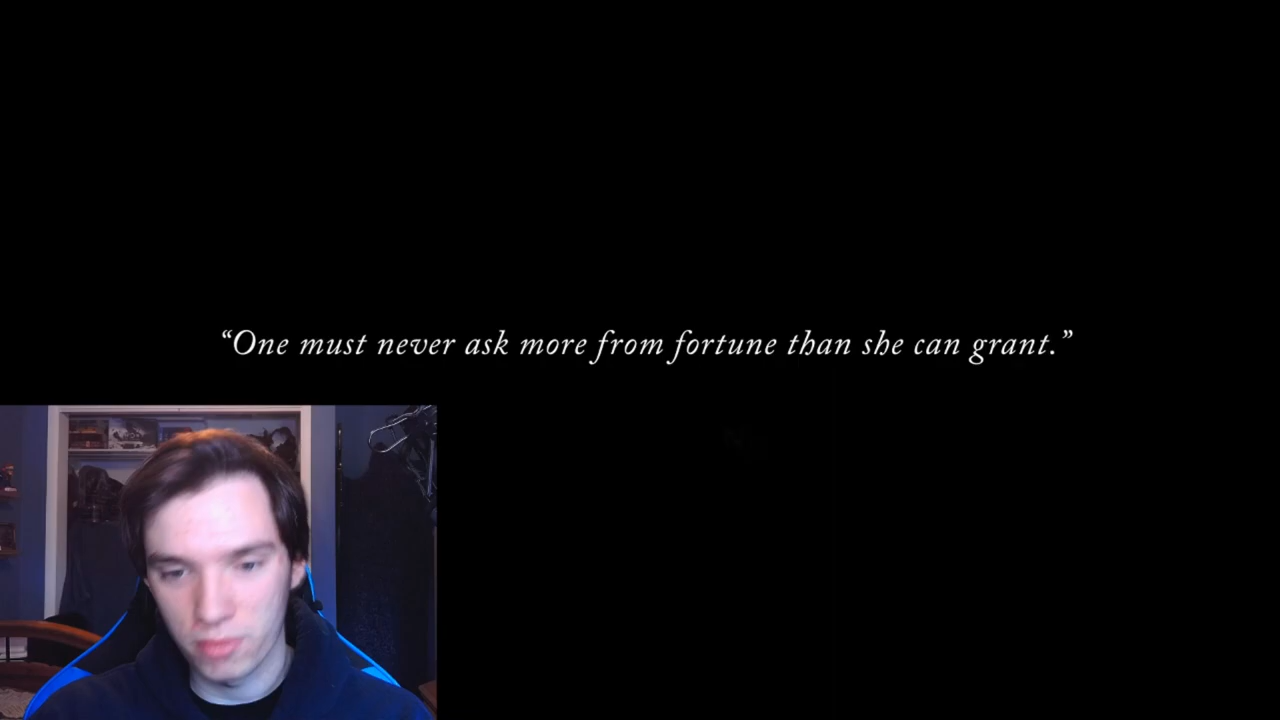 “One must never ask more from fortune than she can grant.”